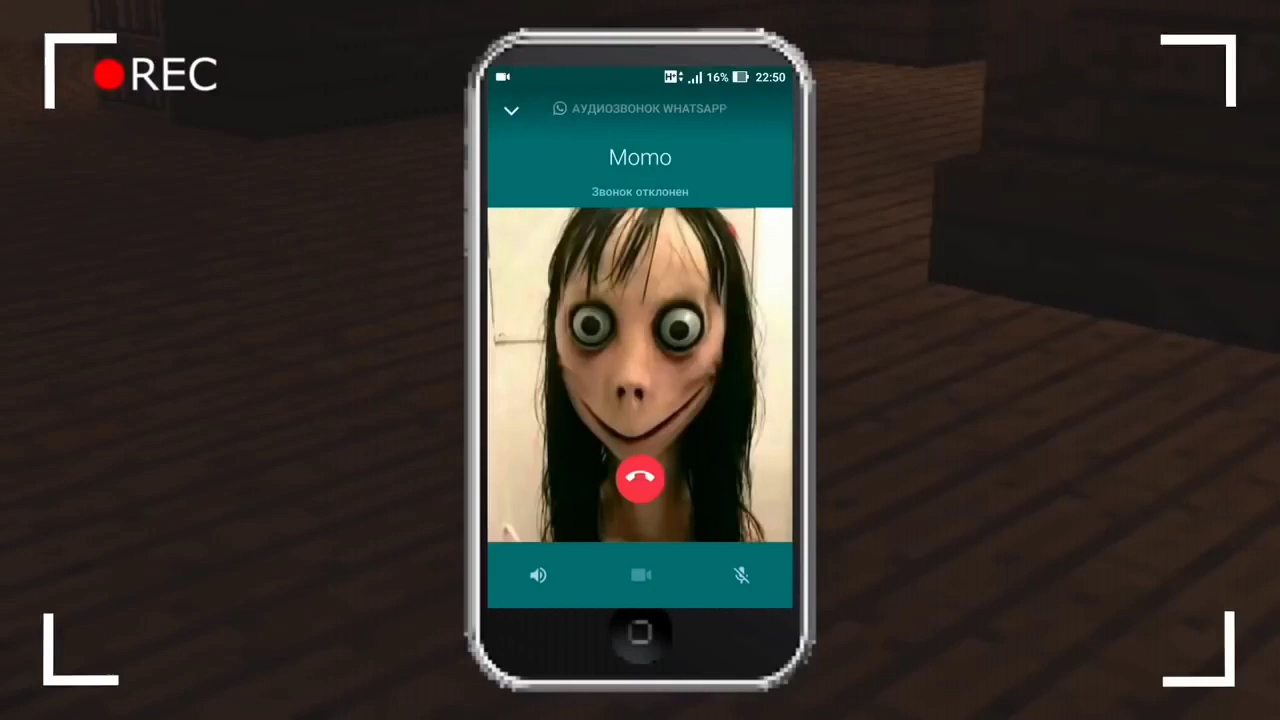 REC
H+ 16% 22:50
АУДИОЗВОНОК WHATSAPP
Momo
Звонок отклонен